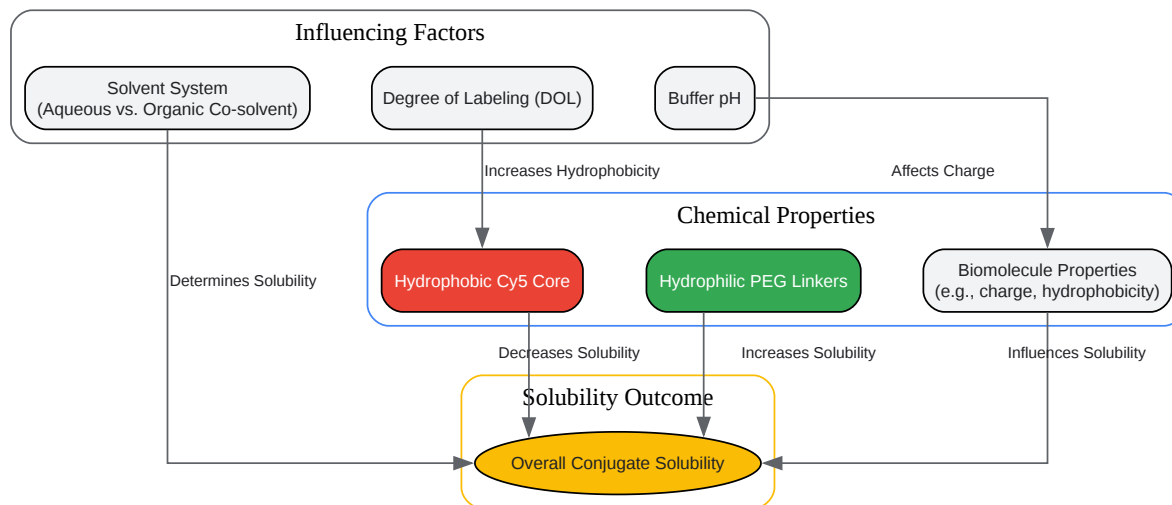 Influencing Factors
Solvent System
(Aqueous vs. Organic Co-solvent)
Degree of Labeling (DOL)
Buffer pH
Increases Hydrophobicity
Affects Charge
Chemical Properties
Determines Solubility
Hydrophobic Cy5 Core
Hydrophilic PEG Linkers
Biomolecule Properties
(e.g., charge, hydrophobicity)
Decreases Solubility
Increases Solubility
Influences Solubility
Solubility Outcome
Overall Conjugate Solubility